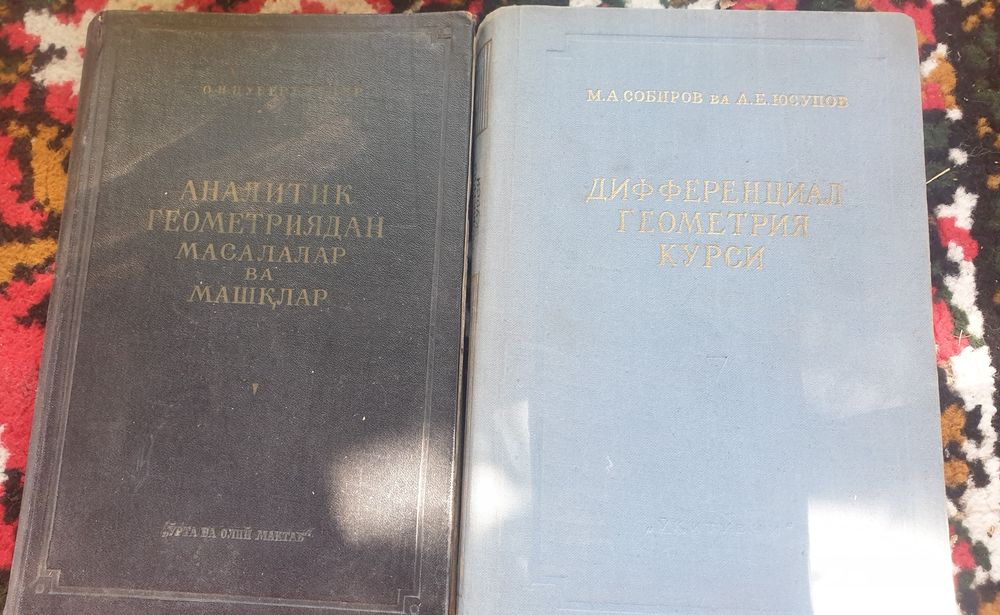 АНАЛИТИК
ГЕОМЕТРИЯДАН
МАСАЛАЛАР
ВА
МАШҚЛАР
„ЎРТА ВА ОЛИЙ МАКТАБ“
М.А. СОБИРОВ ВА А.Е. ЮСУПОВ
ДИФФЕРЕНЦИАЛ
ГЕОМЕТРИЯ
КУРСИ